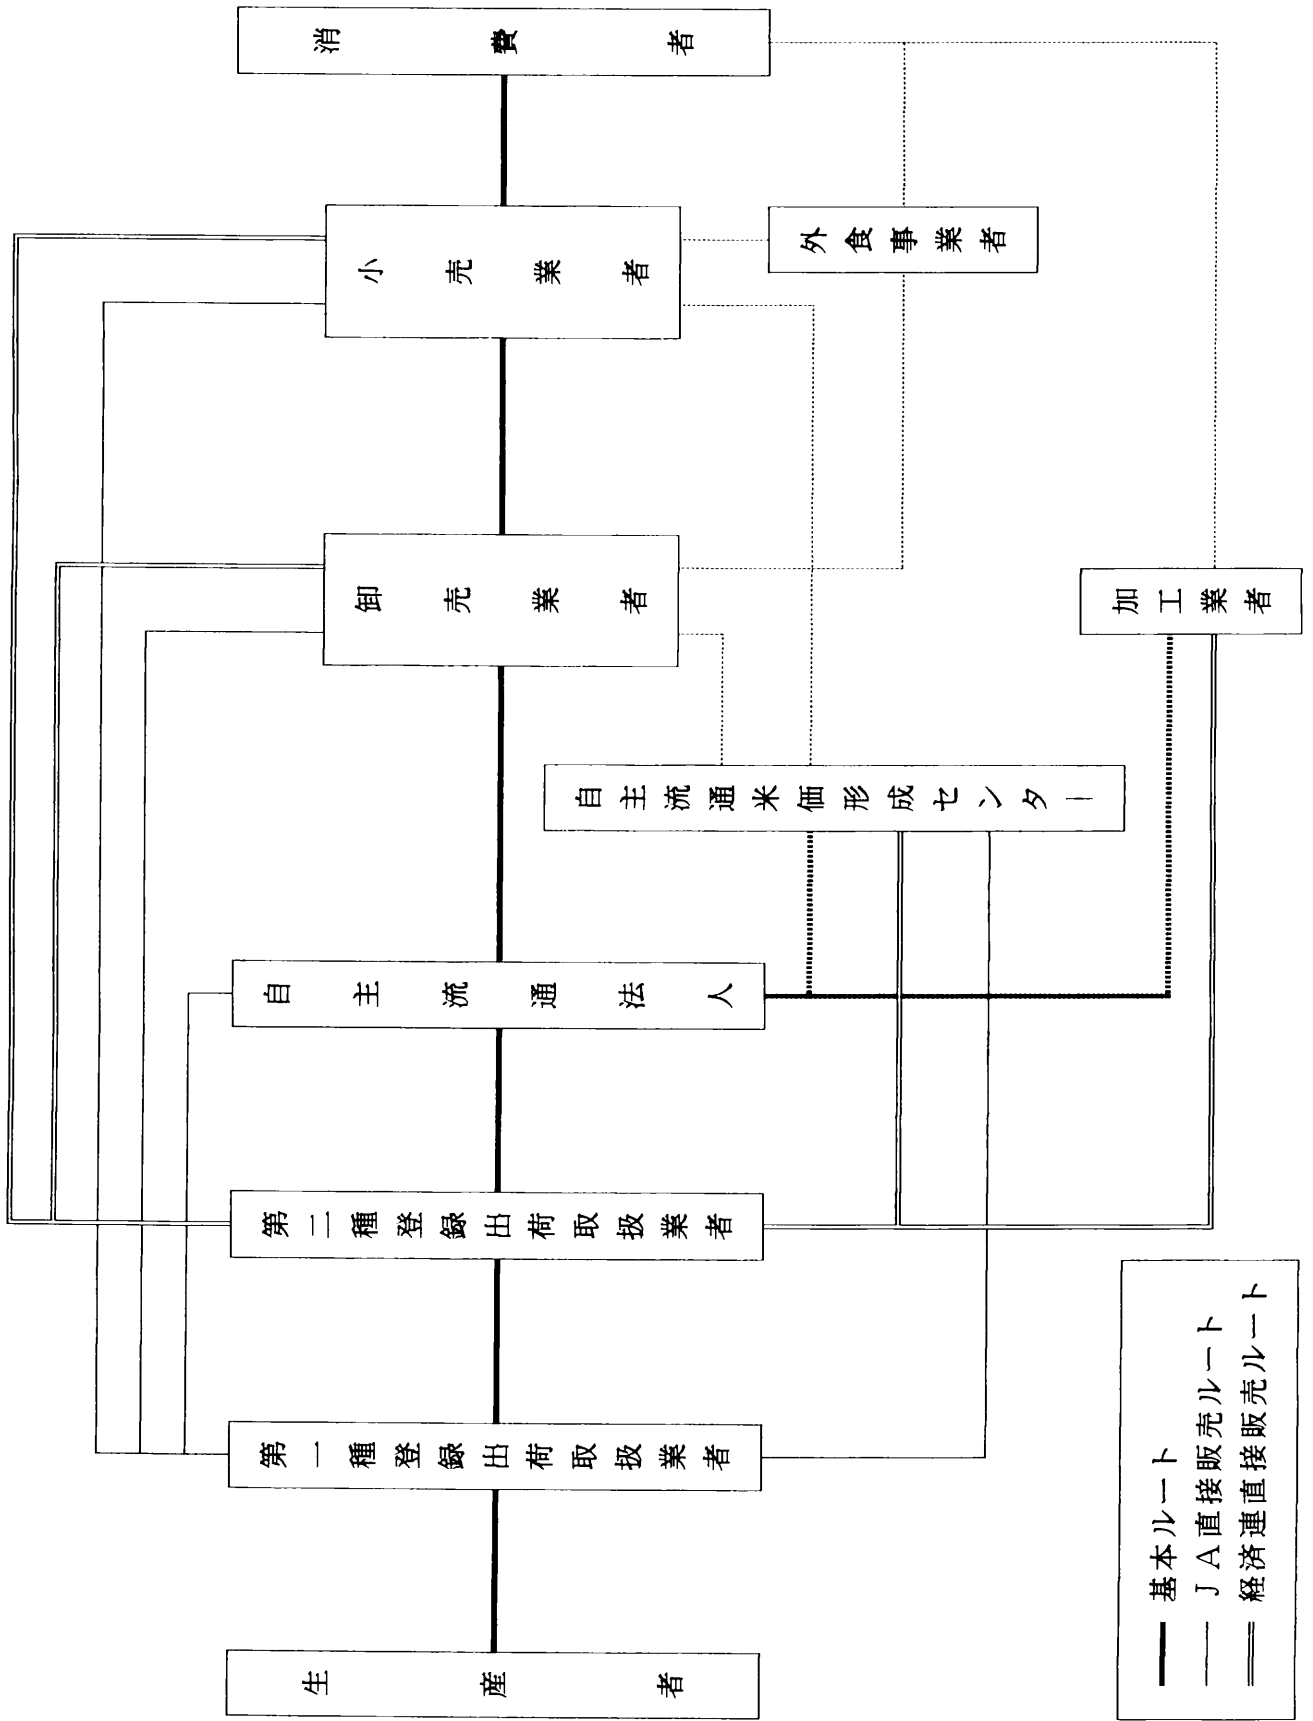 消費者
小売業者
外食事業者
卸売業者
加工業者
自主流通米価形成センター
自主流通法人
第二種登録出荷取扱業者
第一種登録出荷取扱業者
生産者
基本ルート
JA直接販売ルート
経済連直接販売ルート